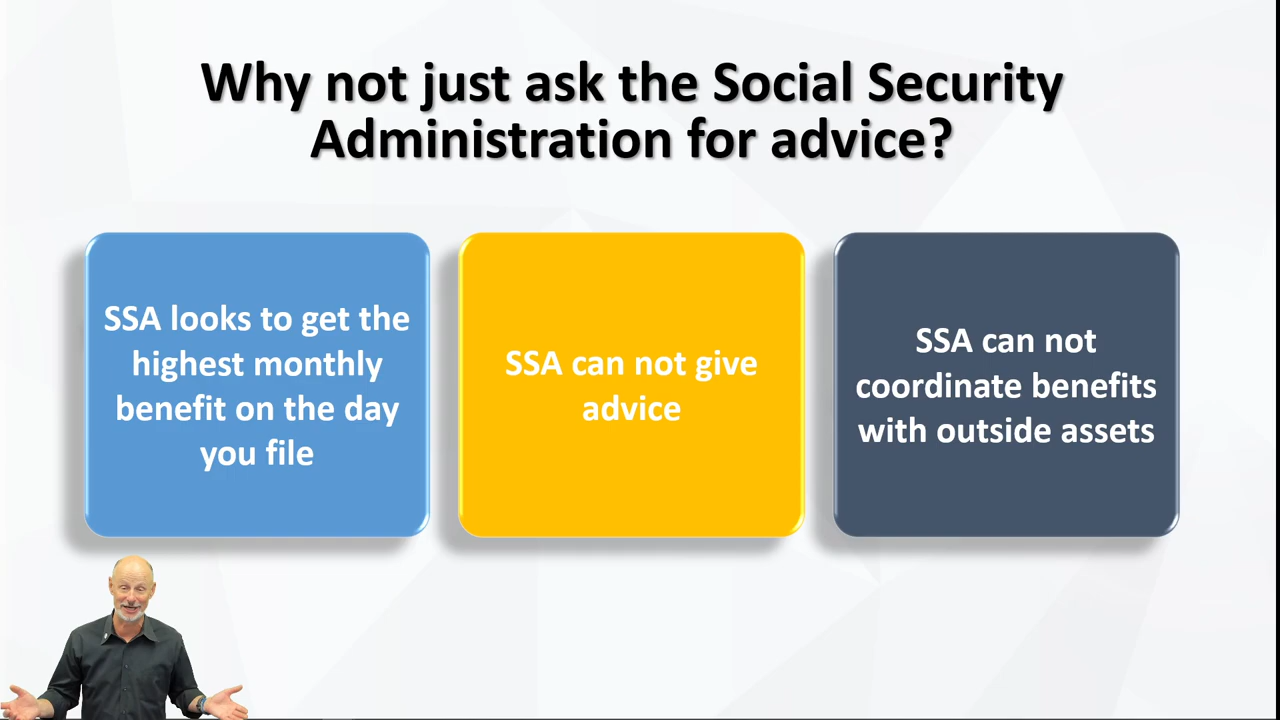 Why not just ask the Social Security
Administration for advice?
SSA looks to get the
highest monthly
benefit on the day
you file
SSA can not give
advice
SSA can not
coordinate benefits
with outside assets